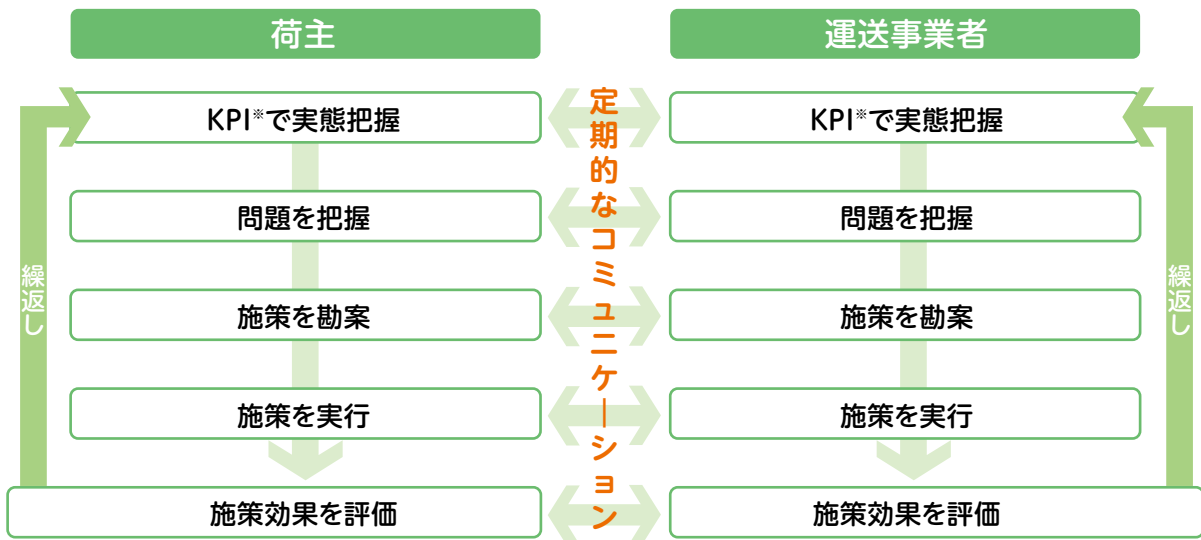 荷主
運送事業者
KPI※で実態把握
KPI※で実態把握
問題を把握
問題を把握
施策を勘案
施策を勘案
施策を実行
施策を実行
施策効果を評価
施策効果を評価
定期的なコミュニケーション
繰返し
繰返し